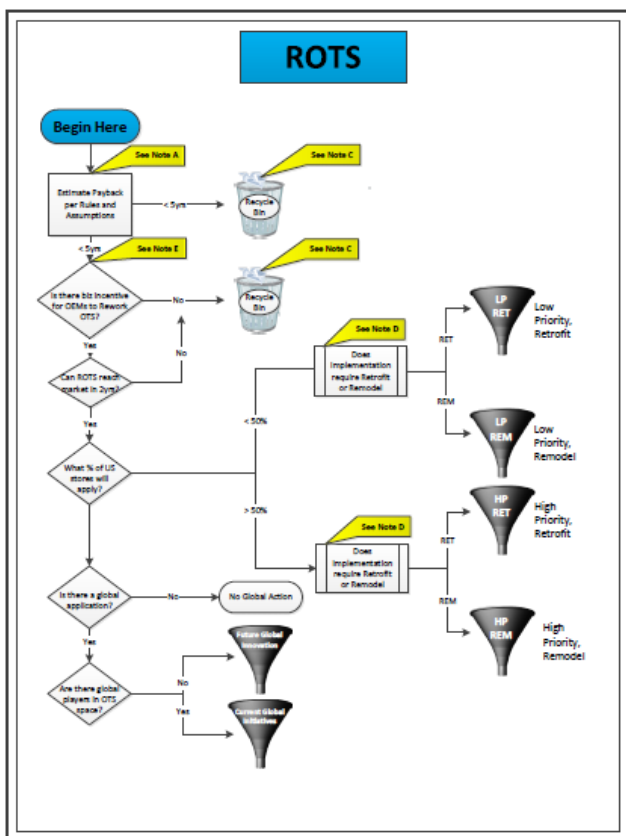 ROTS
Begin Here
See Note A
See Note C
Estimate Payback
per Rules and
Assumptions
< 5yrn
Recycle
Bin
< 5yrn
See Note E
See Note C
Is there biz incentive
for OEMs to Rework
OTS?
No
Recycle
Bin
Yes
No
Can ROTS reach
market in 2yrn?
Yes
What % of US
stores will
apply?
< 50%
> 50%
See Note D
Does
Implementation
require Retrofit
or Remodel
RET
REM
LP
RET
Low
Priority,
Retrofit
LP
REM
Low
Priority,
Remodel
See Note D
Does
Implementation
require Retrofit
or Remodel
RET
REM
HP
RET
High
Priority,
Retrofit
HP
REM
High
Priority,
Remodel
Is there a global
application?
No
No Global Action
Yes
Are there global
players in OTS
space?
No
Yes
Future Global
Innovation
Current Global
Initiatives